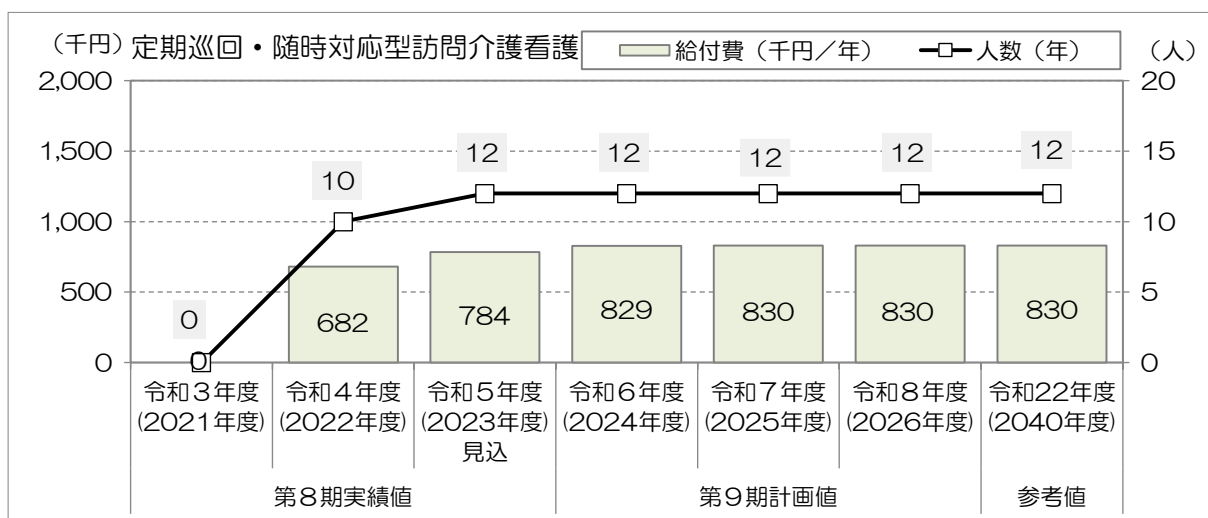 （千円） 定期巡回・随時対応型訪問介護看護 給付費（千円／年） 人数（年） （人）
2,000
1,500
1,000
500
0
20
15
10
5
0
0 10 12 12 12 12 12
0 682 784 829 830 830 830
令和３年度 令和４年度 令和５年度 令和６年度 令和７年度 令和８年度 令和22年度
(2021年度) (2022年度) (2023年度) (2024年度) (2025年度) (2026年度) (2040年度)
見込
第８期実績値 第９期計画値 参考値